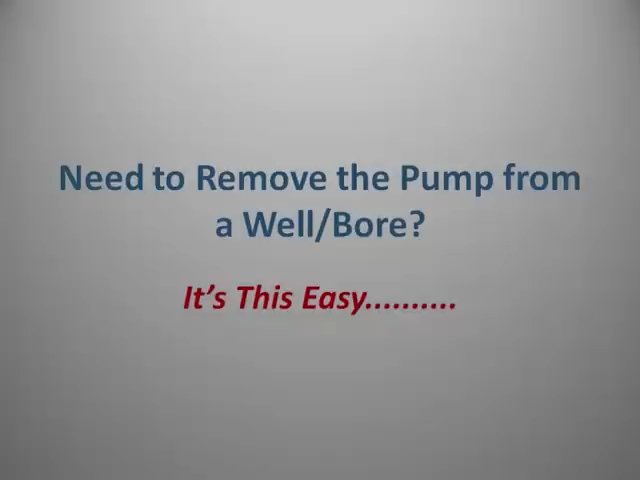 Need to Remove the Pump from
a Well/Bore?
It’s This Easy..........